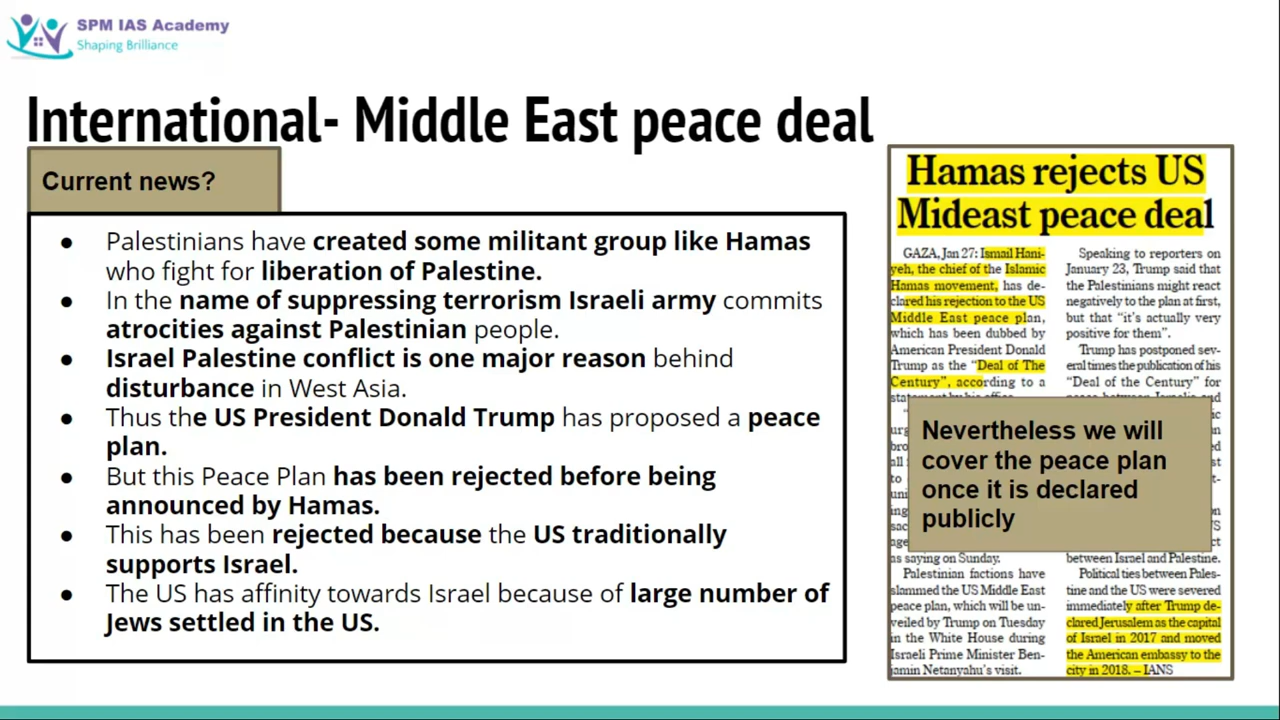 SPM IAS Academy
Shaping Brilliance
International- Middle East peace deal
Current news?
● Palestinians have created some militant group like Hamas
who fight for liberation of Palestine.
● In the name of suppressing terrorism Israeli army commits
atrocities against Palestinian people.
● Israel Palestine conflict is one major reason behind
disturbance in West Asia.
● Thus the US President Donald Trump has proposed a peace
plan.
● But this Peace Plan has been rejected before being
announced by Hamas.
● This has been rejected because the US traditionally
supports Israel.
● The US has affinity towards Israel because of large number of
Jews settled in the US.
Hamas rejects US
Mideast peace deal
GAZA, Jan 27: Ismail Hani-
yeh, the chief of the Islamic
Hamas movement, has de-
clared his rejection to the US
Middle East peace plan,
which has been dubbed by
American President Donald
Trump as the “Deal of The
Century”, according to a
as saying on Sunday.
Palestinian factions have
slammed the US Middle East
peace plan, which will be un-
veiled by Trump on Tuesday
in the White House during
Israeli Prime Minister Ben-
jamin Netanyahu’s visit.
Speaking to reporters on
January 23, Trump said that
the Palestinians might react
negatively to the plan at first,
but that “it’s actually very
positive for them”.
Trump has postponed sev-
eral times the publication of his
“Deal of the Century” for
between Israel and Palestine.
Political ties between Pales-
tine and the US were severed
immediately after Trump de-
clared Jerusalem as the capital
of Israel in 2017 and moved
the American embassy to the
city in 2018. – IANS
Nevertheless we will
cover the peace plan
once it is declared
publicly